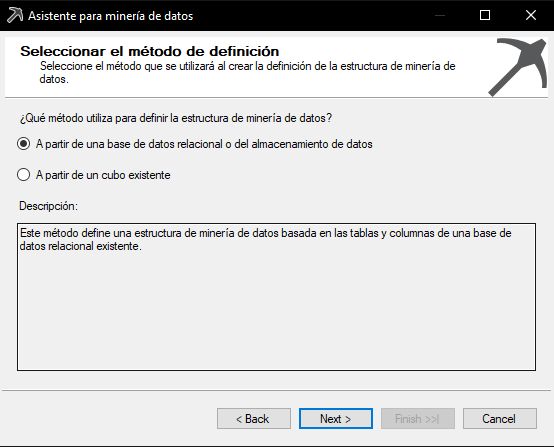 Asistente para minería de datos
Seleccionar el método de definición
Seleccione el método que se utilizará al crear la definición de la estructura de minería de
datos.
¿Qué método utiliza para definir la estructura de minería de datos?
A partir de una base de datos relacional o del almacenamiento de datos
A partir de un cubo existente
Descripción:
Este método define una estructura de minería de datos basada en las tablas y columnas de una base de
datos relacional existente.
< Back
Next >
Finish >>|
Cancel